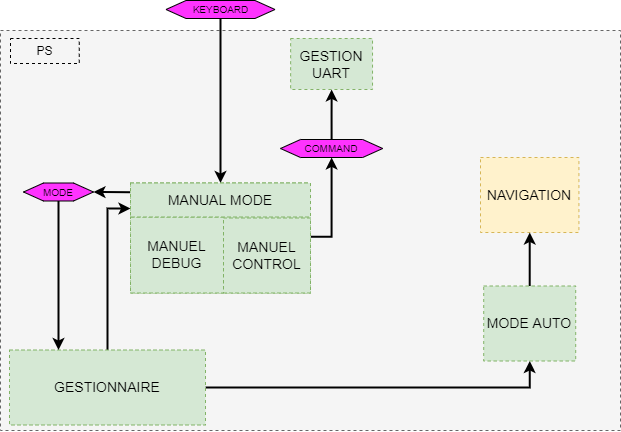 KEYBOARD
PS
GESTION
UART
COMMAND
MODE
MANUAL MODE
MANUEL
DEBUG
MANUEL
CONTROL
NAVIGATION
MODE AUTO
GESTIONNAIRE